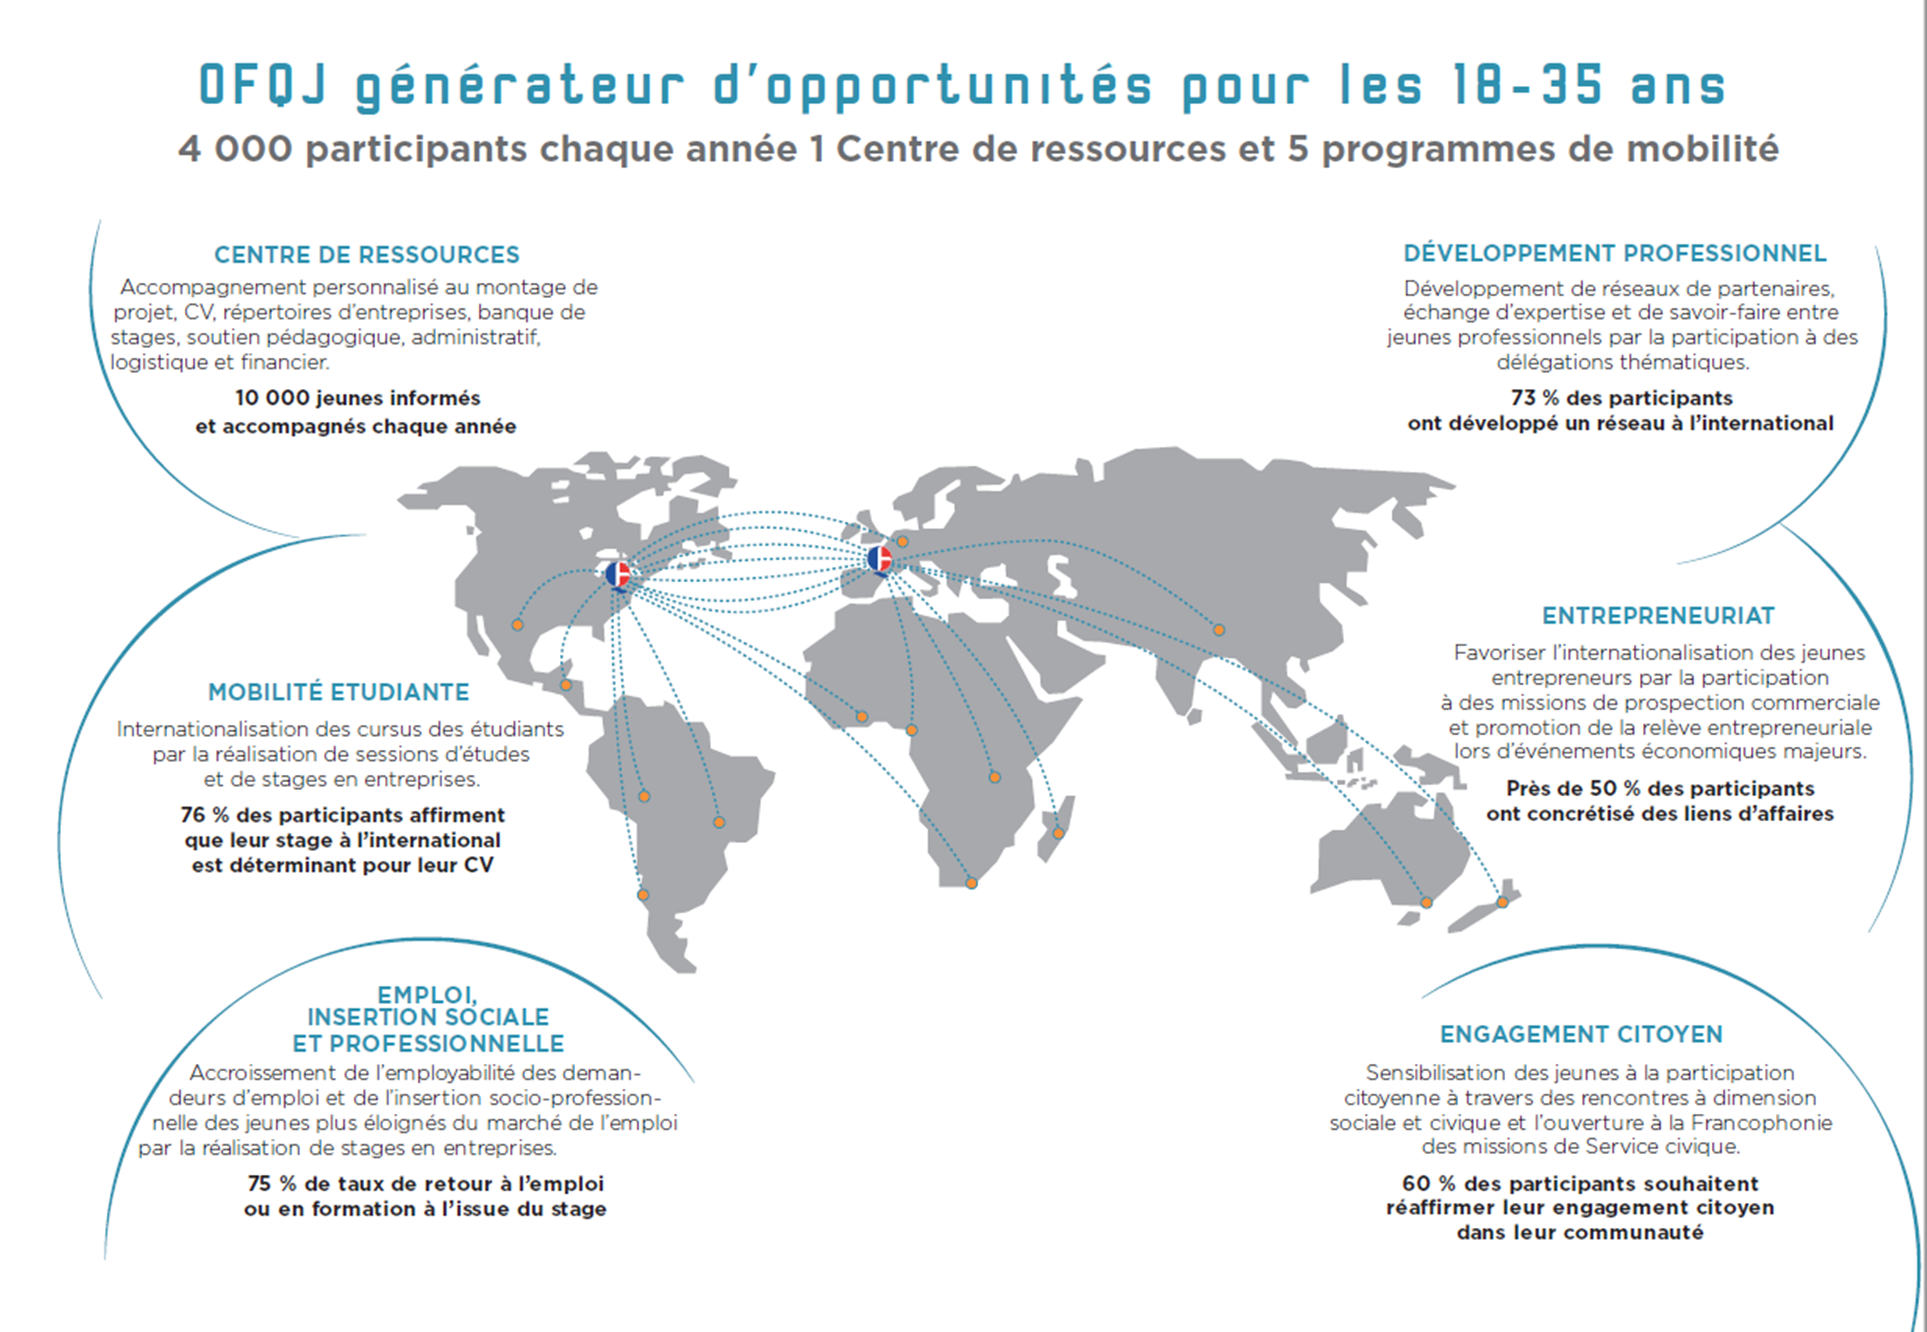 OFQJ générateur d'opportunités pour les 18-35 ans
4 000 participants chaque année 1 Centre de ressources et 5 programmes de mobilité
CENTRE DE RESSOURCES
Accompagnement personnalisé au montage de
projet, CV, répertoires d'entreprises, banque de
stages, soutien pédagogique, administratif,
logistique et financier.
10 000 jeunes informés
et accompagnés chaque année
DÉVELOPPEMENT PROFESSIONNEL
Développement de réseaux de partenaires,
échange d'expertise et de savoir-faire entre
jeunes professionnels par la participation à des
délégations thématiques.
73 % des participants
ont développé un réseau à l'international
MOBILITÉ ETUDIANTE
Internationalisation des cursus des étudiants
par la réalisation de sessions d'études
et de stages en entreprises.
76 % des participants affirment
que leur stage à l'international
est déterminant pour leur CV
ENTREPRENEURIAT
Favoriser l'internationalisation des jeunes
entrepreneurs par la participation
à des missions de prospection commerciale
et promotion de la relève entrepreneuriale
lors d'événements économiques majeurs.
Près de 50 % des participants
ont concrétisé des liens d'affaires
EMPLOI,
INSERTION SOCIALE
ET PROFESSIONNELLE
Accroissement de l'employabilité des deman-
deurs d'emploi et de l'insertion socio-profession-
nelle des jeunes plus éloignés du marché de l'emploi
par la réalisation de stages en entreprises.
75 % de taux de retour à l'emploi
ou en formation à l'issue du stage
ENGAGEMENT CITOYEN
Sensibilisation des jeunes à la participation
citoyenne à travers des rencontres à dimension
sociale et civique et l'ouverture à la Francophonie
des missions de Service civique.
60 % des participants souhaitent
réaffirmer leur engagement citoyen
dans leur communauté